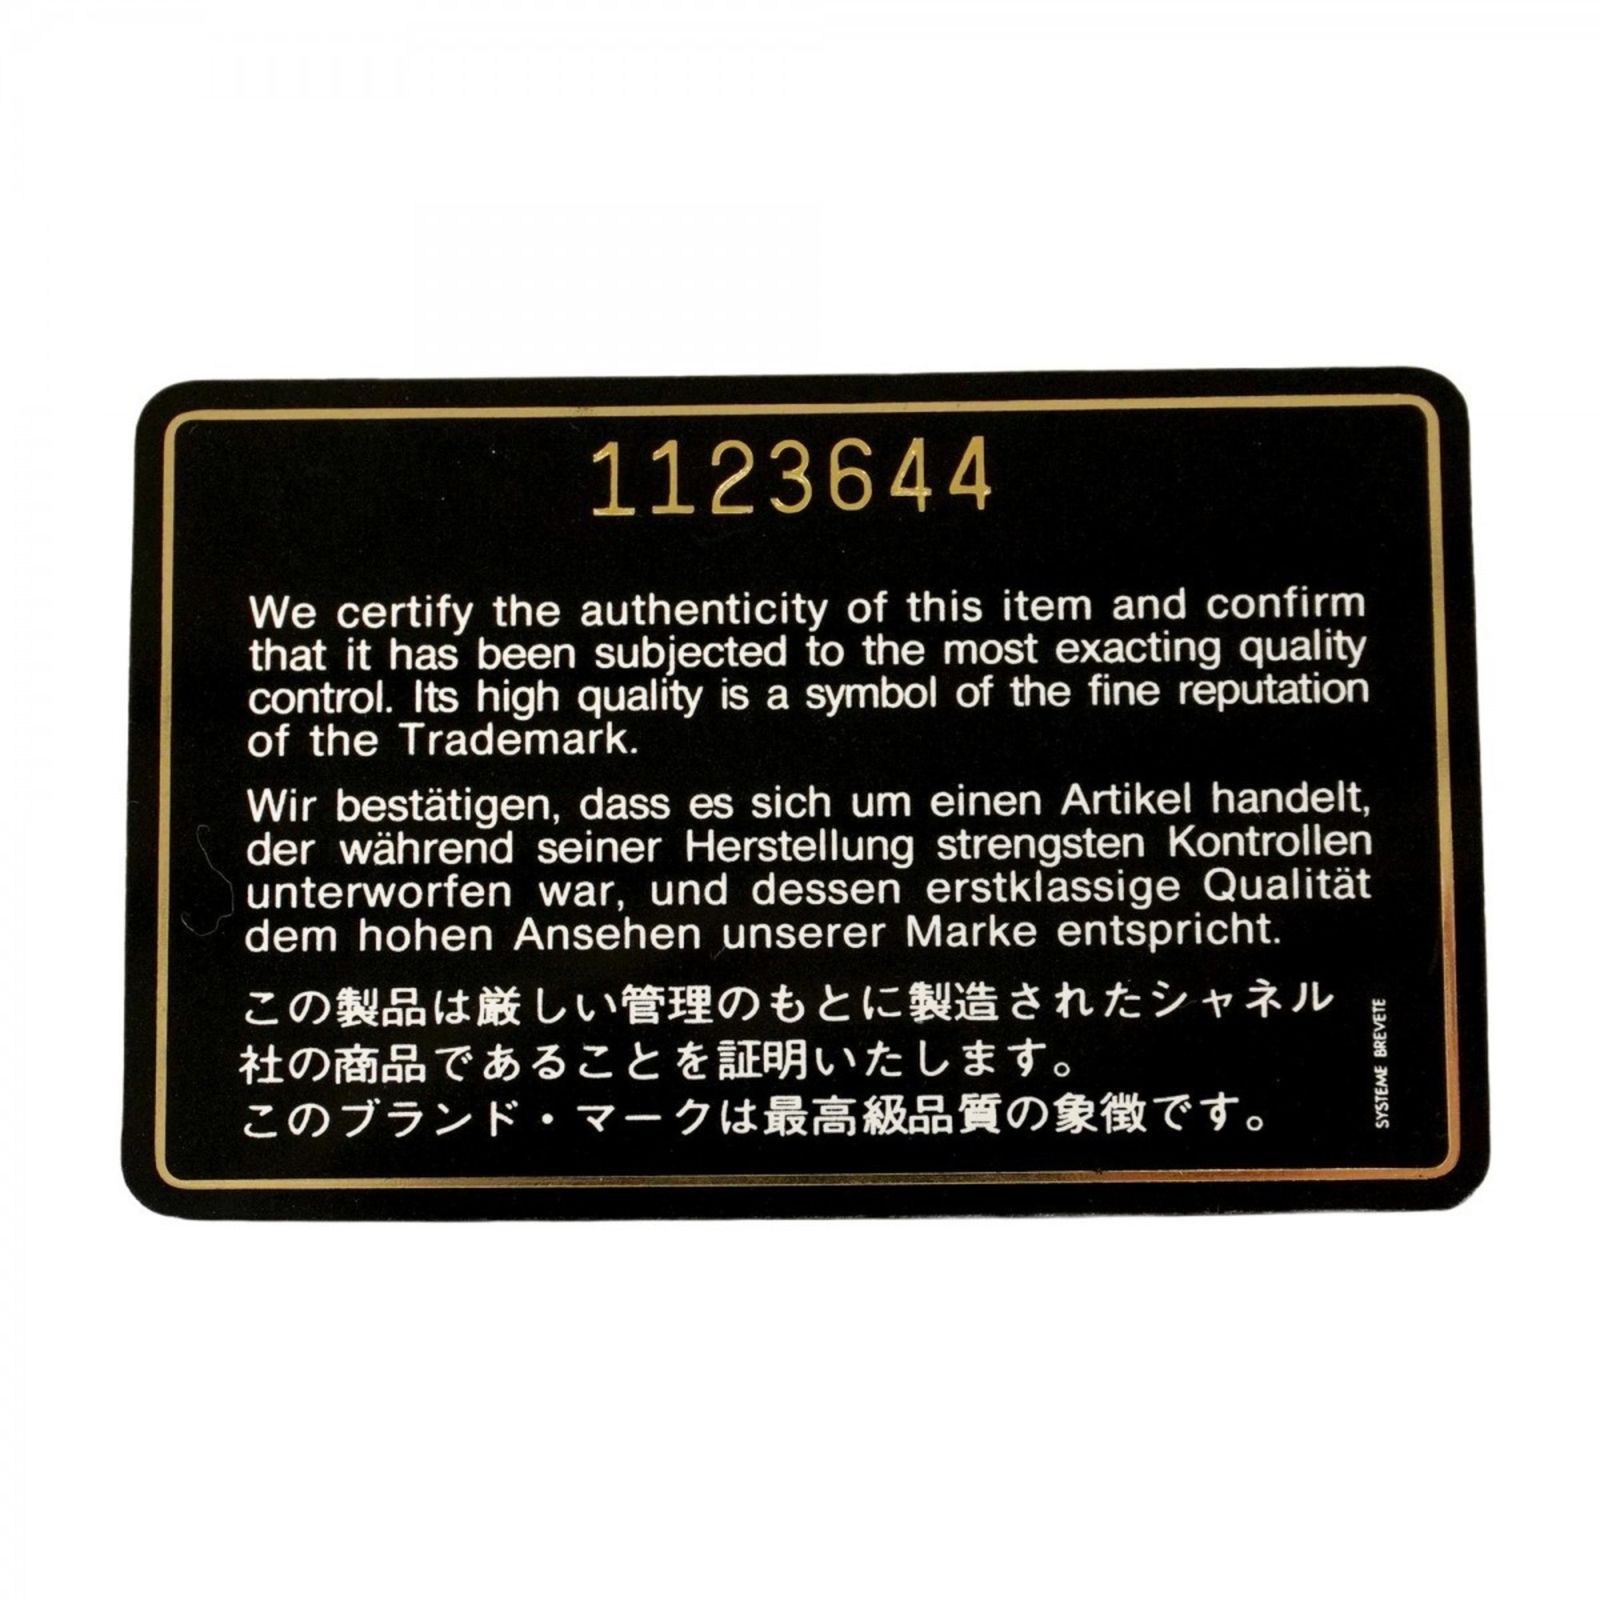 1123644
We certify the authenticity of this item and confirm
that it has been subjected to the most exacting quality
control. Its high quality is a symbol of the fine reputation
of the Trademark.
Wir bestätigen, dass es sich um einen Artikel handelt,
der während seiner Herstellung strengsten Kontrollen
unterworfen war, und dessen erstklassige Qualität
dem hohen Ansehen unserer Marke entspricht.
この製品は厳しい管理のもとに製造されたシャネル
社の商品であることを証明いたします。
このブランド・マークは最高級品質の象徴です。
SYSTEME BREVETE